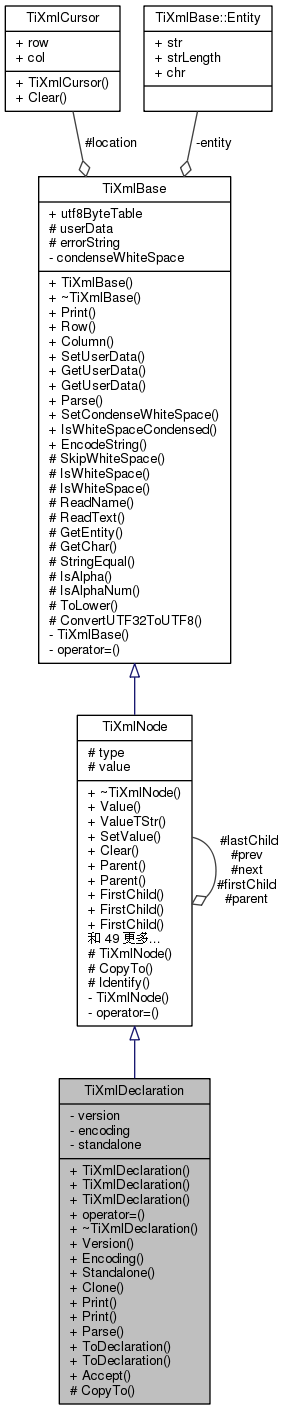 TiXmlCursor
+ row
+ col
+ TiXmlCursor()
+ Clear()
TiXmlBase::Entity
+ str
+ strLength
+ chr
#location
-entity
TiXmlBase
+ utf8ByteTable
# userData
# errorString
- condenseWhiteSpace
+ TiXmlBase()
+ ~TiXmlBase()
+ Print()
+ Row()
+ Column()
+ SetUserData()
+ GetUserData()
+ GetUserData()
+ Parse()
+ SetCondenseWhiteSpace()
+ IsWhiteSpaceCondensed()
+ EncodeString()
# SkipWhiteSpace()
# IsWhiteSpace()
# IsWhiteSpace()
# ReadName()
# ReadText()
# GetEntity()
# GetChar()
# StringEqual()
# IsAlpha()
# IsAlphaNum()
# ToLower()
# ConvertUTF32ToUTF8()
- TiXmlBase()
- operator=()
TiXmlNode
# type
# value
+ ~TiXmlNode()
+ Value()
+ ValueTStr()
+ SetValue()
+ Clear()
+ Parent()
+ Parent()
+ FirstChild()
+ FirstChild()
+ FirstChild()
和 49 更多...
# TiXmlNode()
# CopyTo()
# Identify()
- TiXmlNode()
- operator=()
#lastChild
#prev
#next
#firstChild
#parent
TiXmlDeclaration
- version
- encoding
- standalone
+ TiXmlDeclaration()
+ TiXmlDeclaration()
+ TiXmlDeclaration()
+ operator=()
+ ~TiXmlDeclaration()
+ Version()
+ Encoding()
+ Standalone()
+ Clone()
+ Print()
+ Print()
+ Parse()
+ ToDeclaration()
+ ToDeclaration()
+ Accept()
# CopyTo()